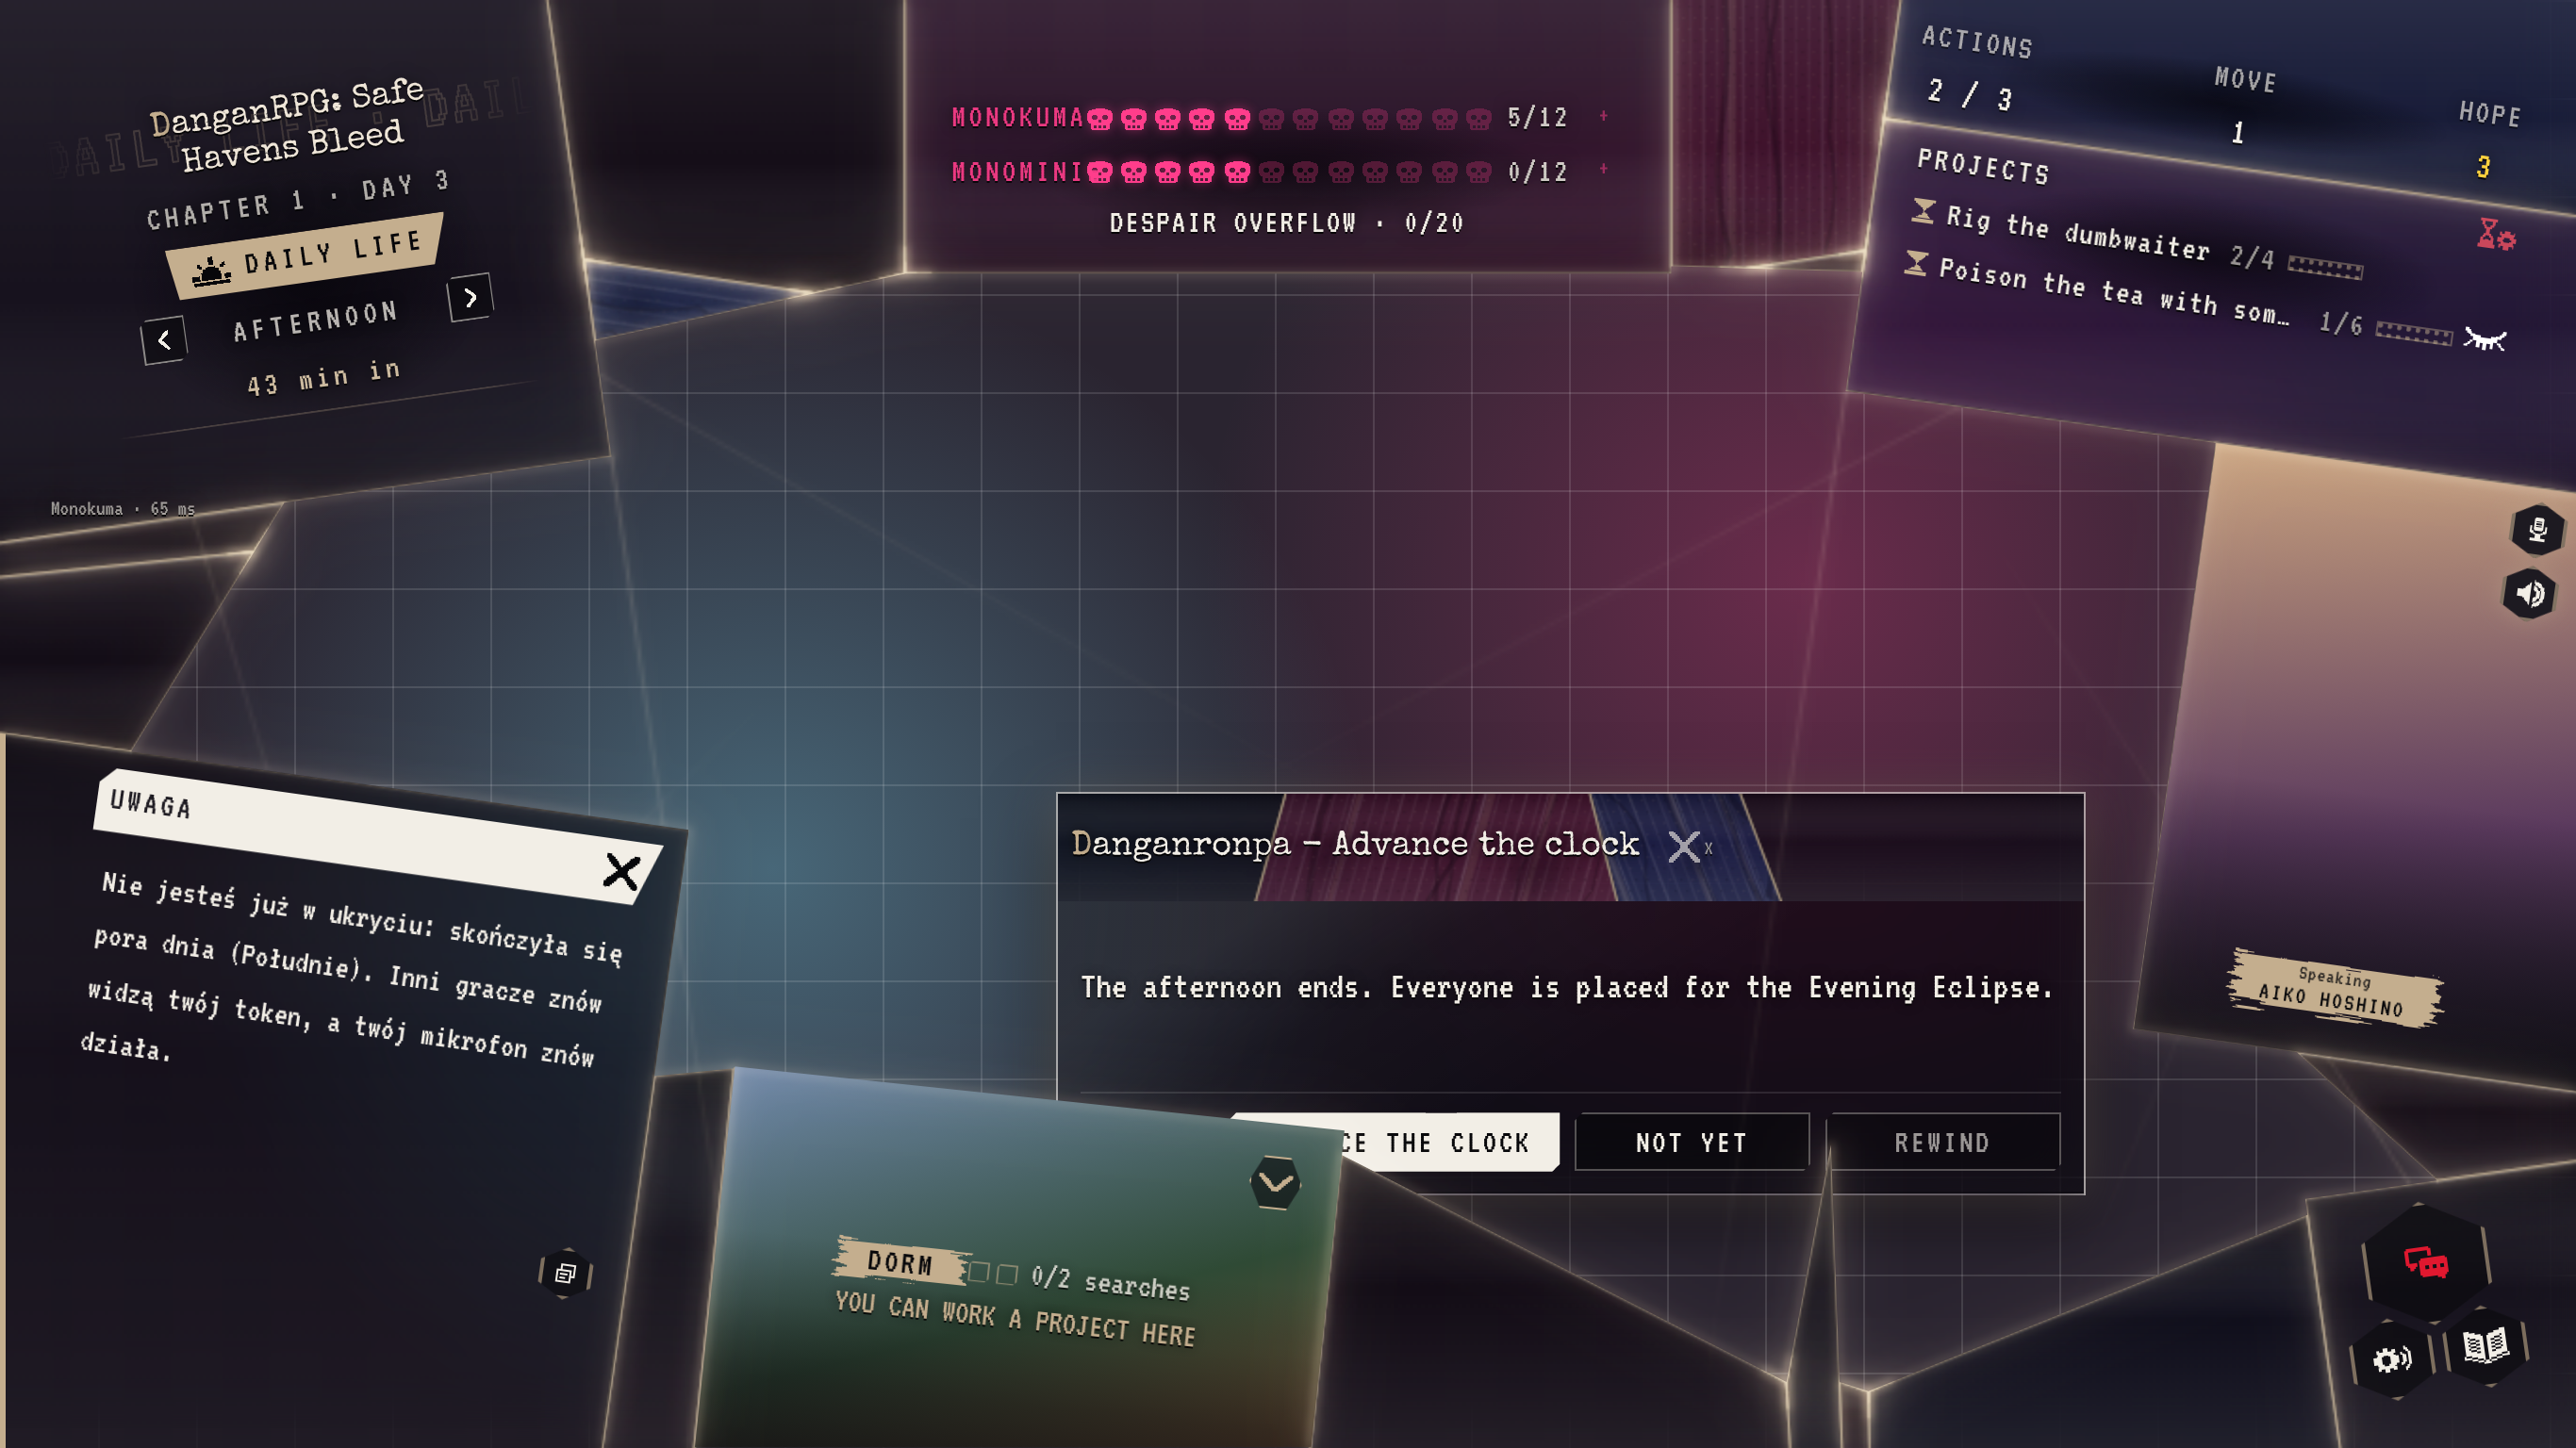 DanganRPG: Safe
Havens Bleed
CHAPTER 1 · DAY 3
DAILY LIFE
AFTERNOON
43 min in
Monokuma · 65 ms
MONOKUMA 5/12 +
MONOMINI 0/12 +
DESPAIR OVERFLOW · 0/20
ACTIONS
2 / 3
MOVE
1
HOPE
3
PROJECTS
Rig the dumbwaiter 2/4
Poison the tea with som… 1/6
Speaking
AIKO HOSHINO
UWAGA
Nie jesteś już w ukryciu: skończyła się
pora dnia (Południe). Inni gracze znów
widzą twój token, a twój mikrofon znów
działa.
Danganronpa – Advance the clock x
The afternoon ends. Everyone is placed for the Evening Eclipse.
CE THE CLOCK
NOT YET
REWIND
DORM 0/2 searches
YOU CAN WORK A PROJECT HERE